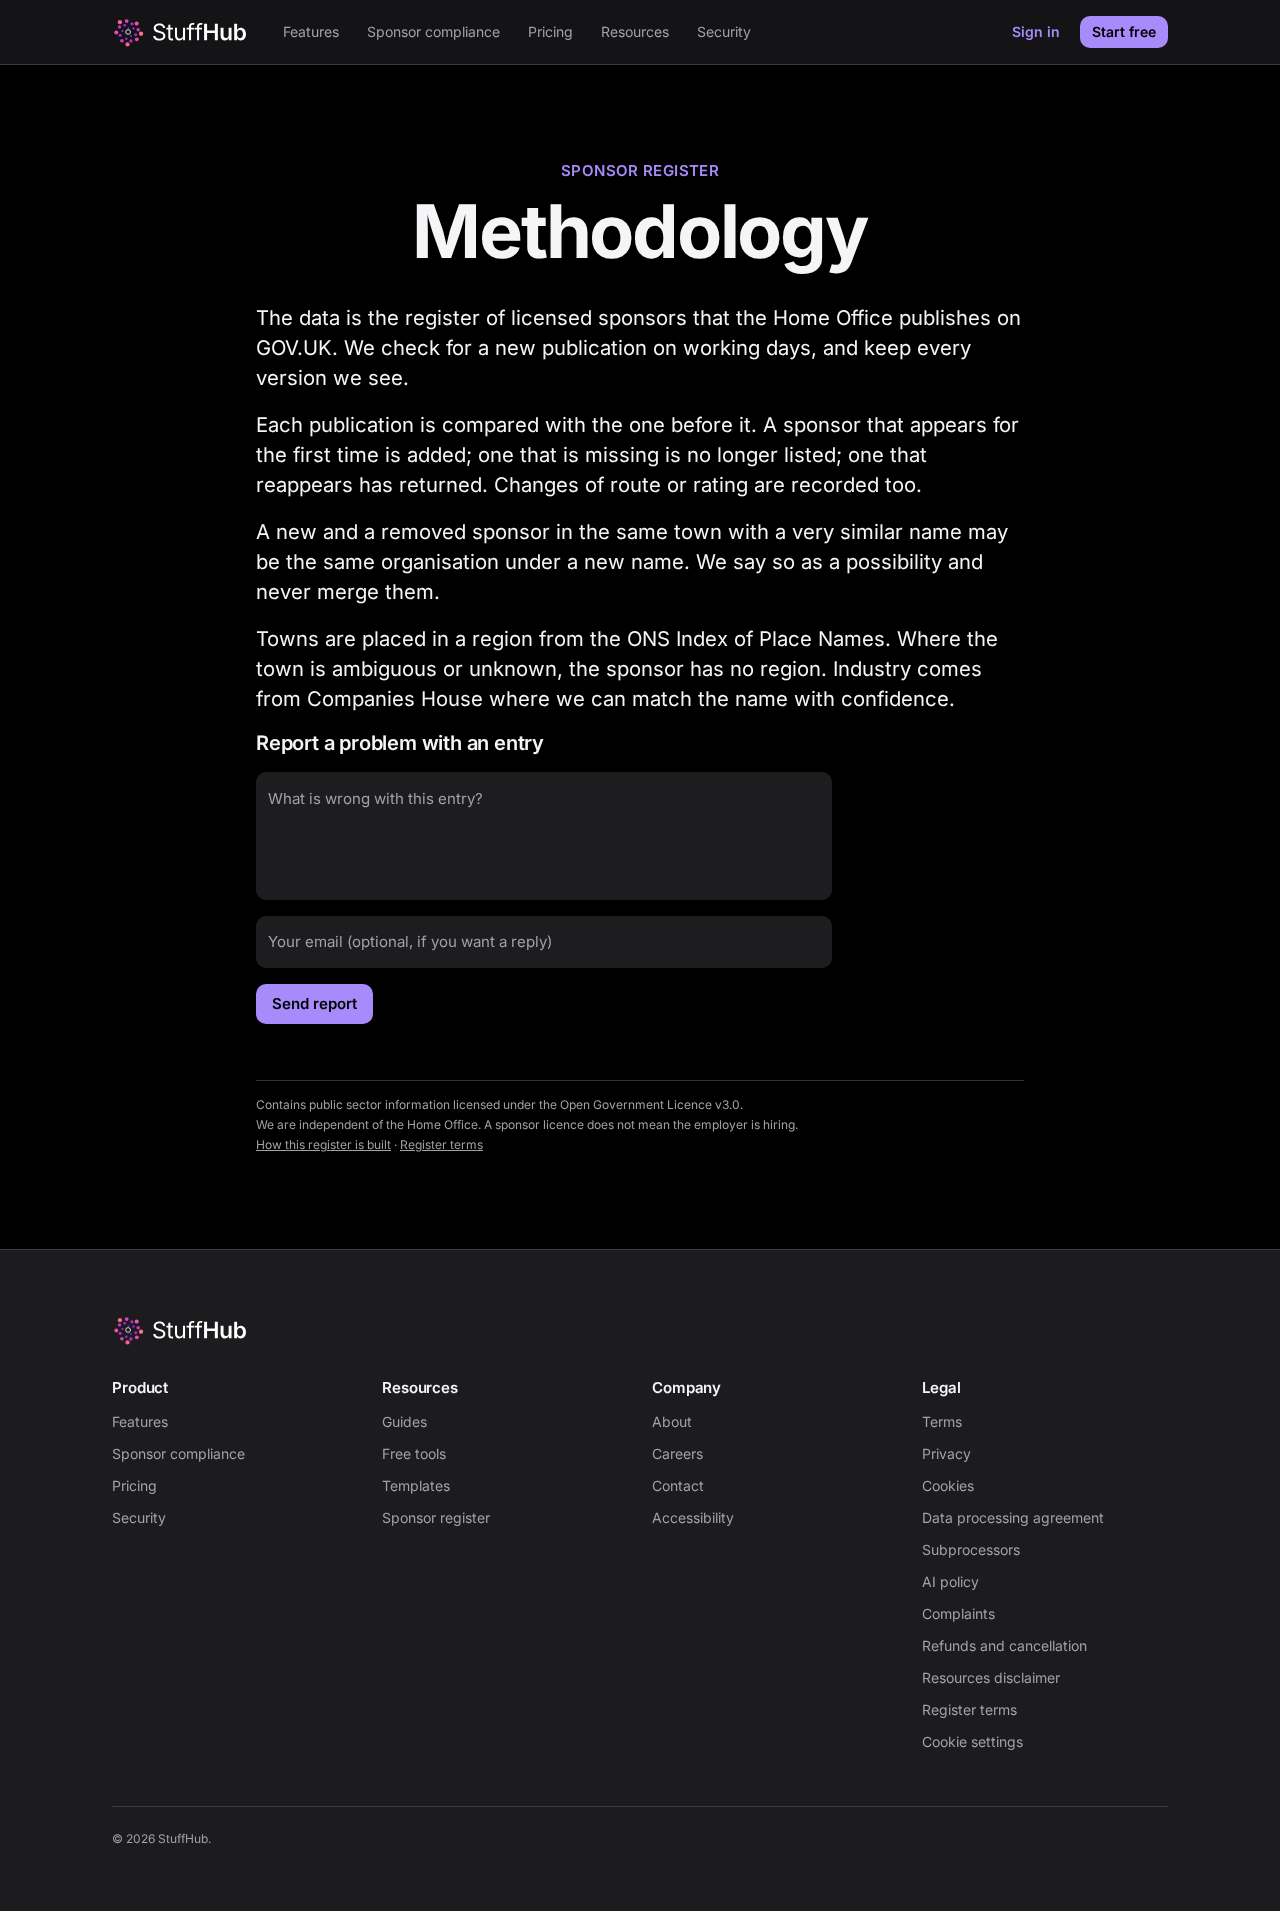 StuffHub
Features
Sponsor compliance
Pricing
Resources
Security
Sign in
Start free
SPONSOR REGISTER
Methodology
The data is the register of licensed sponsors that the Home Office publishes on
GOV.UK. We check for a new publication on working days, and keep every
version we see.
Each publication is compared with the one before it. A sponsor that appears for
the first time is added; one that is missing is no longer listed; one that
reappears has returned. Changes of route or rating are recorded too.
A new and a removed sponsor in the same town with a very similar name may
be the same organisation under a new name. We say so as a possibility and
never merge them.
Towns are placed in a region from the ONS Index of Place Names. Where the
town is ambiguous or unknown, the sponsor has no region. Industry comes
from Companies House where we can match the name with confidence.
Report a problem with an entry
What is wrong with this entry?
Your email (optional, if you want a reply)
Send report
Contains public sector information licensed under the Open Government Licence v3.0.
We are independent of the Home Office. A sponsor licence does not mean the employer is hiring.
How this register is built · Register terms
StuffHub
Product
Features
Sponsor compliance
Pricing
Security
Resources
Guides
Free tools
Templates
Sponsor register
Company
About
Careers
Contact
Accessibility
Legal
Terms
Privacy
Cookies
Data processing agreement
Subprocessors
AI policy
Complaints
Refunds and cancellation
Resources disclaimer
Register terms
Cookie settings
© 2026 StuffHub.